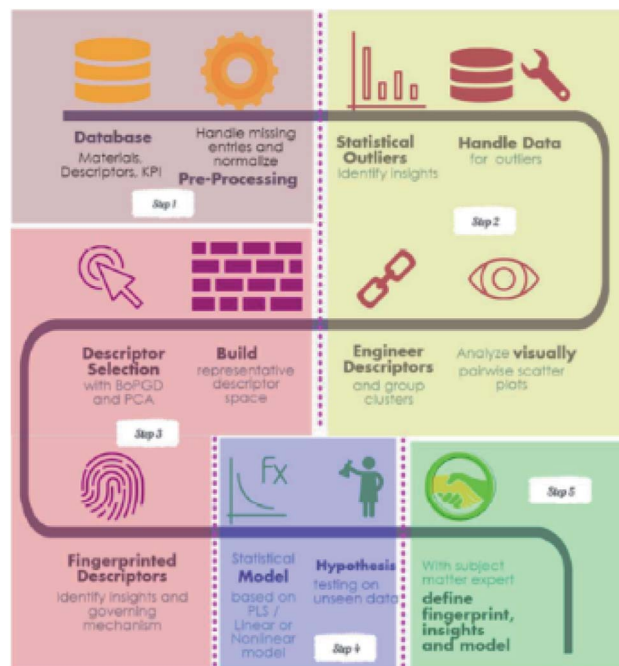 Database
Materials,
Descriptors, KPI
Handle missing
entries and
normalize
Pre-Processing
Step 1
Statistical
Outliers
Identify insights
Handle Data
for outliers
Step 2
Descriptor
Selection
with BoPGD
and PCA
Build
representative
descriptor
space
Engineer
Descriptors
and group
clusters
Analyze visually
pairwise scatter
plots
Step 3
Fx
Fingerprinted
Descriptors
Identify insights and
governing
mechanism
Statistical
Model
based on
PLS /
Linear or
Nonlinear
model
Hypothesis
testing on
unseen data
Step 4
Step 5
With subject
matter expert
define
fingerprint,
insights
and model